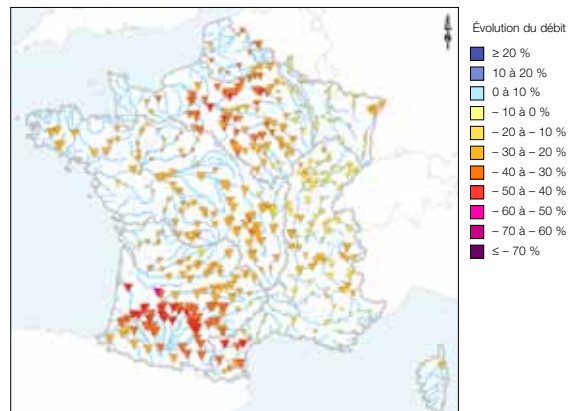 N
Évolution du débit
≥ 20 %
10 à 20 %
0 à 10 %
– 10 à 0 %
– 20 à – 10 %
– 30 à – 20 %
– 40 à – 30 %
– 50 à – 40 %
– 60 à – 50 %
– 70 à – 60 %
≤ – 70 %